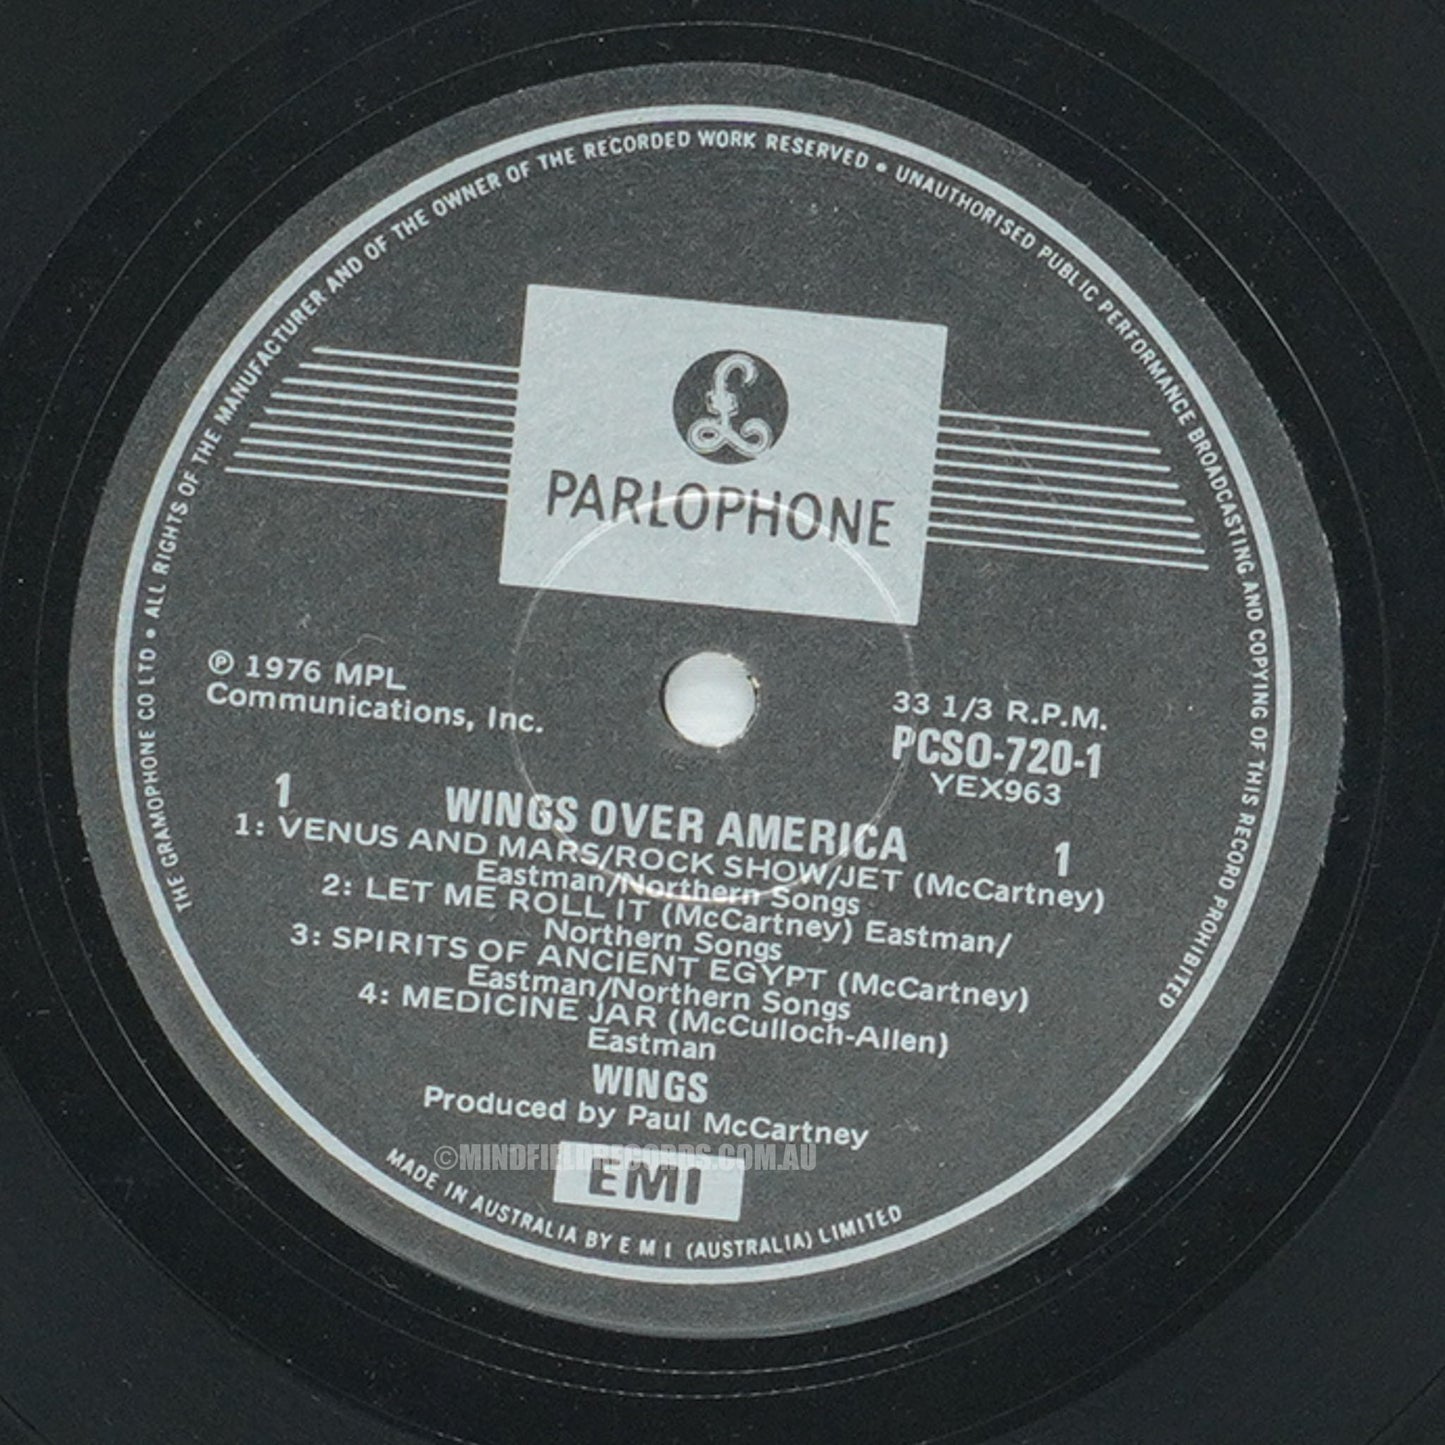 THE GRAMOPHONE CO LTD • ALL RIGHTS OF THE MANUFACTURER AND OF THE OWNER OF THE RECORDED WORK RESERVED • UNAUTHORISED PUBLIC PERFORMANCE BROADCASTING AND COPYING OF THIS RECORD PROHIBITED
£
PARLOPHONE
℗ 1976 MPL
Communications, Inc.
33 1/3 R.P.M.
PCSO-720-1
YEX963
1
WINGS OVER AMERICA
1
1: VENUS AND MARS/ROCK SHOW/JET (McCartney)
Eastman/Northern Songs
2: LET ME ROLL IT (McCartney) Eastman/
Northern Songs
3: SPIRITS OF ANCIENT EGYPT (McCartney)
Eastman/Northern Songs
4: MEDICINE JAR (McCulloch-Allen)
Eastman
WINGS
Produced by Paul McCartney
©MINDFIELDRECORDS.COM.AU
EMI
MADE IN AUSTRALIA BY E M I (AUSTRALIA) LIMITED